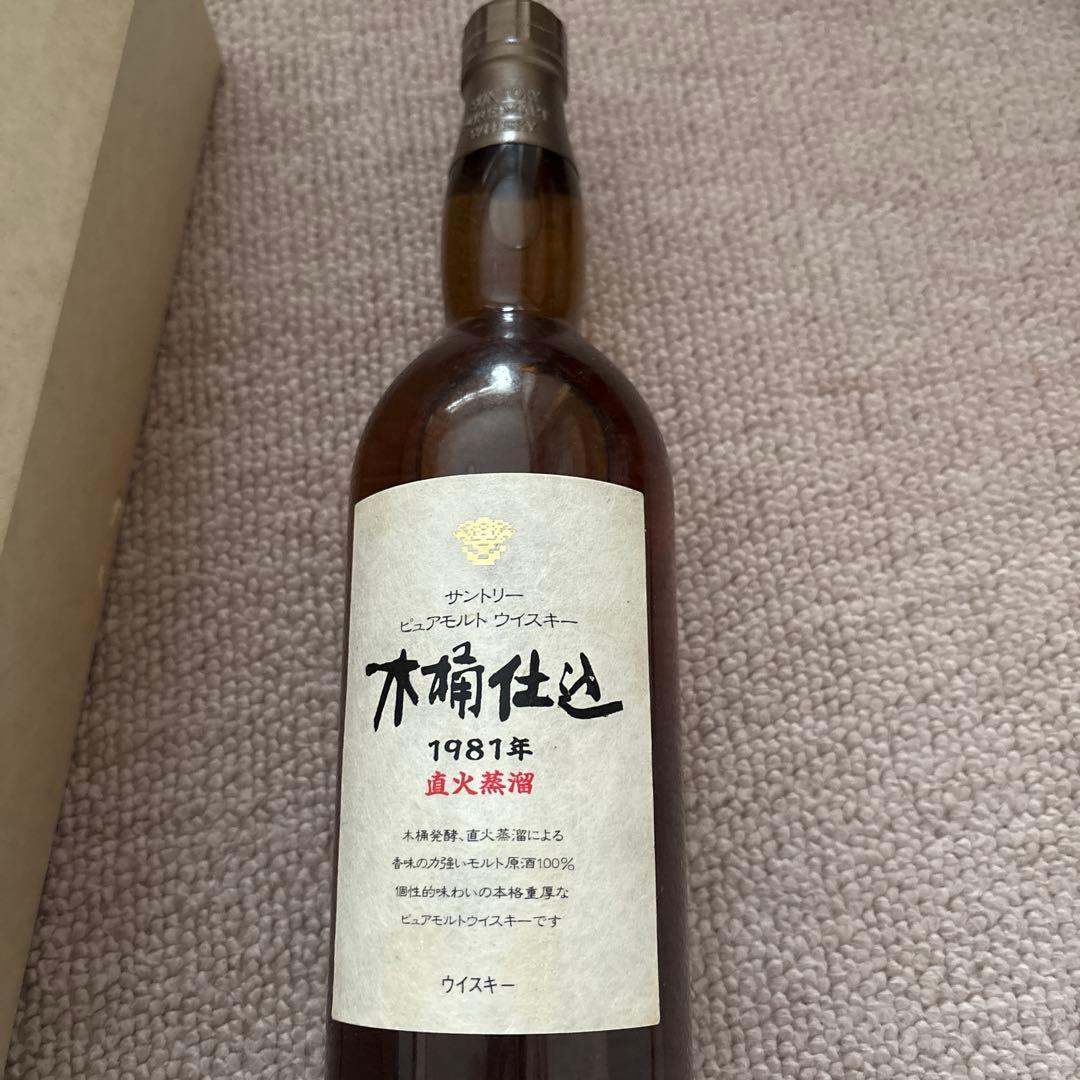 サントリー
ピュアモルト ウイスキー
木桶仕込
1981年
直火蒸溜
木桶発酵、直火蒸溜による
香味の力強いモルト原酒100%
個性的味わいの本格重厚な
ピュアモルトウイスキーです
ウイスキー